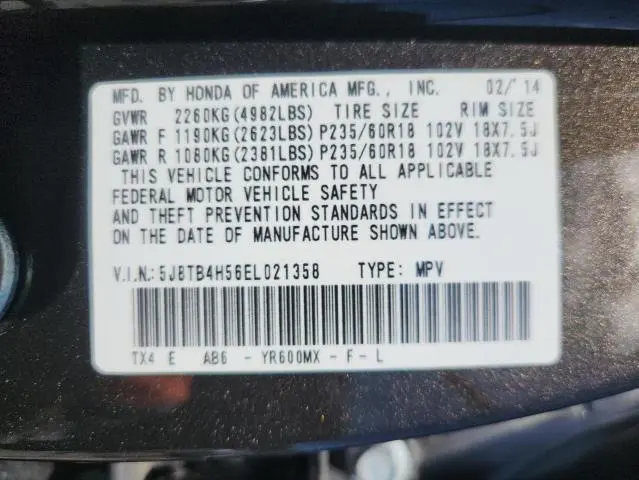 MFD. BY HONDA OF AMERICA MFG., INC. 02/'14
GVWR 2260KG(4982LBS) TIRE SIZE RIM SIZE
GAWR F 1190KG(2623LBS)P235/60R18 102V 18X7.5J
GAWR R 1080KG(2381LBS)P235/60R18 102V 18X7.5J
THIS VEHICLE CONFORMS TO ALL APPLICABLE
FEDERAL MOTOR VEHICLE SAFETY
AND THEFT PREVENTION STANDARDS IN EFFECT
ON THE DATE OF MANUFACTURE SHOWN ABOVE.
V.I.N.:5J8TB4H56EL021358 TYPE: MPV
TX4 E AB6 - YR600MX - F - L